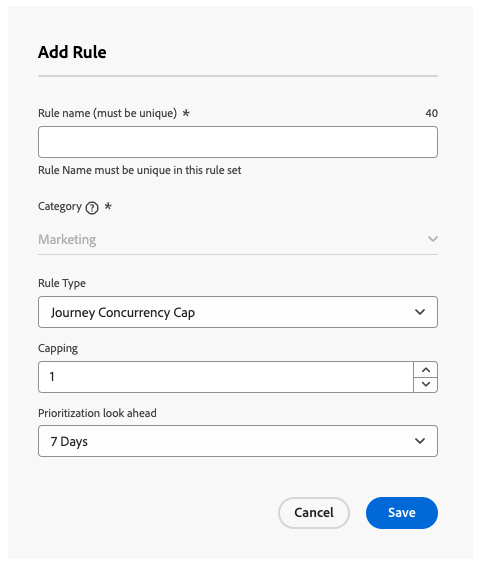 Add Rule
Rule name (must be unique) * 40
Rule Name must be unique in this rule set
Category ? *
Marketing
Rule Type
Journey Concurrency Cap
Capping
1
Prioritization look ahead
7 Days
Cancel Save